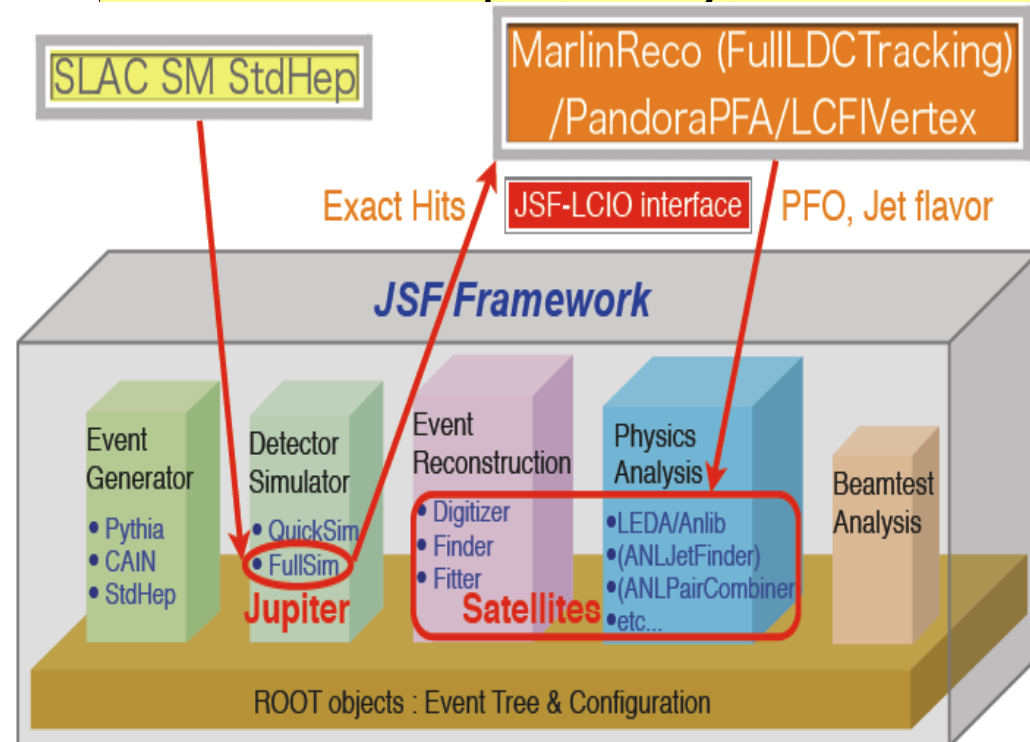 SLAC SM StdHep
MarlinReco (FullLDCTracking)
/PandoraPFA/LCFIVertex
Exact Hits
JSF-LCIO interface
PFO, Jet flavor
JSF Framework
Event
Generator
• Pythia
• CAIN
• StdHep
Detector
Simulator
• QuickSim
• FullSim
Jupiter
Event
Reconstruction
• Digitizer
• Finder
• Fitter
Satellites
Physics
Analysis
•LEDA/Anlib
•(ANLJetFinder)
•(ANLPairCombiner
•etc...
Beamtest
Analysis
ROOT objects : Event Tree & Configuration